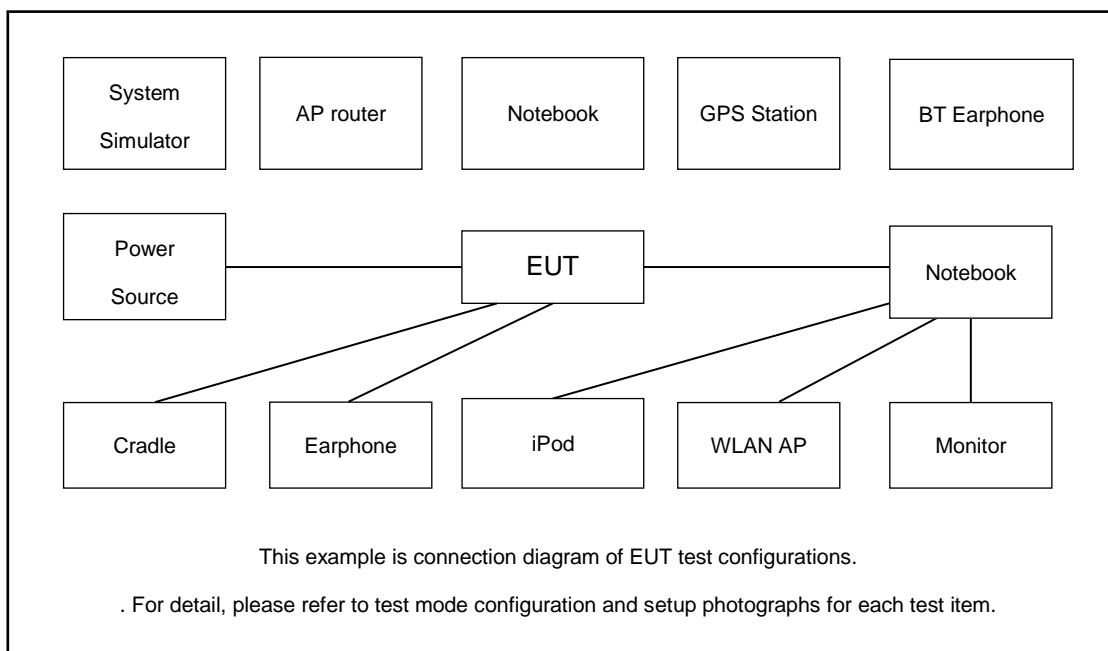 System
Simulator
AP router
Notebook
GPS Station
BT Earphone
Power
Source
EUT
Notebook
Cradle
Earphone
iPod
WLAN AP
Monitor
This example is connection diagram of EUT test configurations.
. For detail, please refer to test mode configuration and setup photographs for each test item.